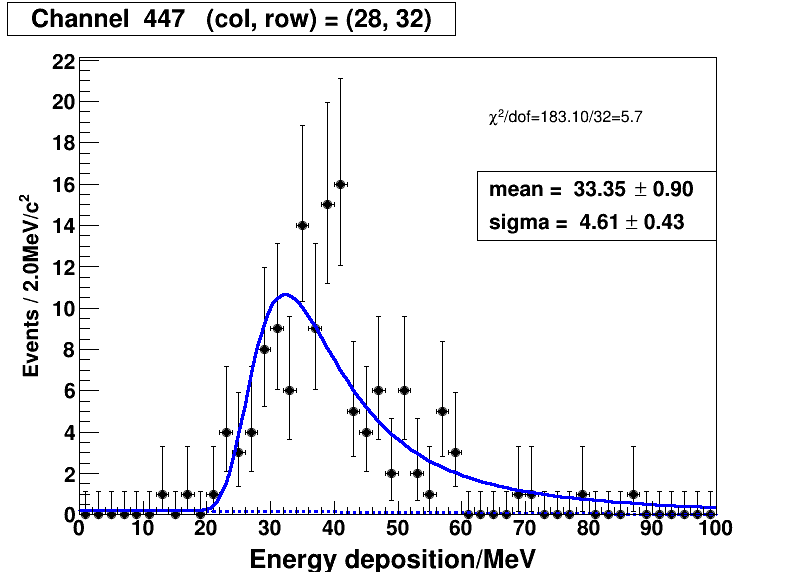 Channel 447 (col, row) = (28, 32)
χ²/dof=183.10/32=5.7
mean = 33.35 ± 0.90
sigma = 4.61 ± 0.43
Events / 2.0MeV/c²
22
20
18
16
14
12
10
8
6
4
2
0
0 10 20 30 40 50 60 70 80 90 100
Energy deposition/MeV